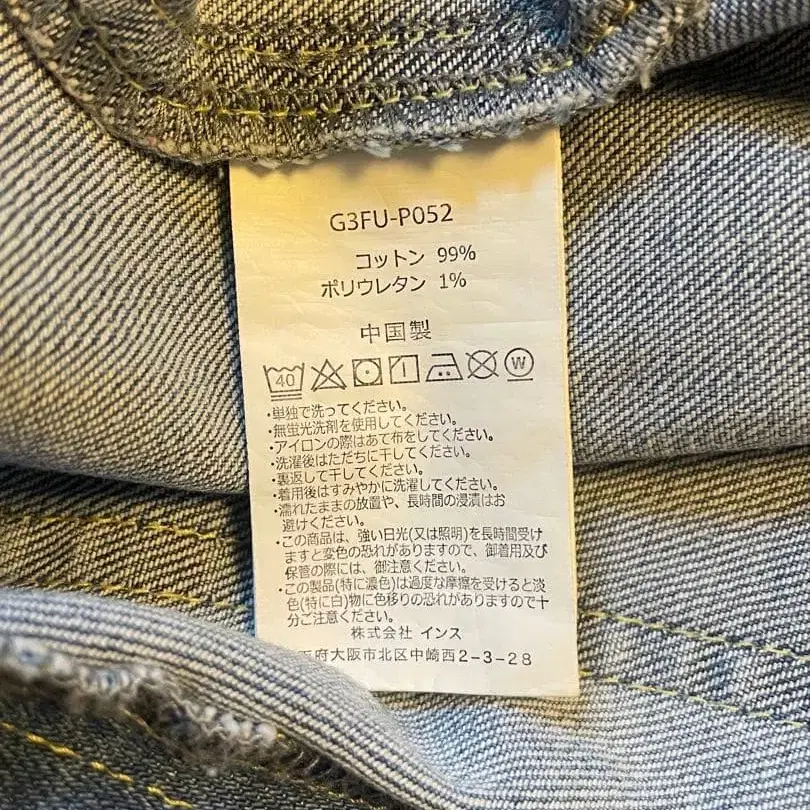 G3FU-P052
コットン 99%
ポリウレタン 1%
中国製
40 W
・単独で洗ってください。
・無蛍光洗剤を使用してください。
・アイロンの際はあて布をしてください。
・洗濯後はただちに干してください。
・裏返して干してください。
・着用後はすみやかに洗濯してください。
・濡れたままの放置や、長時間の浸漬はお
避けください。
・この商品は、強い日光(又は照明)を長時間受け
ますと変色の恐れがありますので、御着用及び
保管の際には、御注意ください。
・この製品(特に濃色)は過度な摩擦を受けると淡
色(特に白)物に色移りの恐れがありますので十
分ご注意ください。
株式会社 インス
府大阪市北区中崎西2-3-28